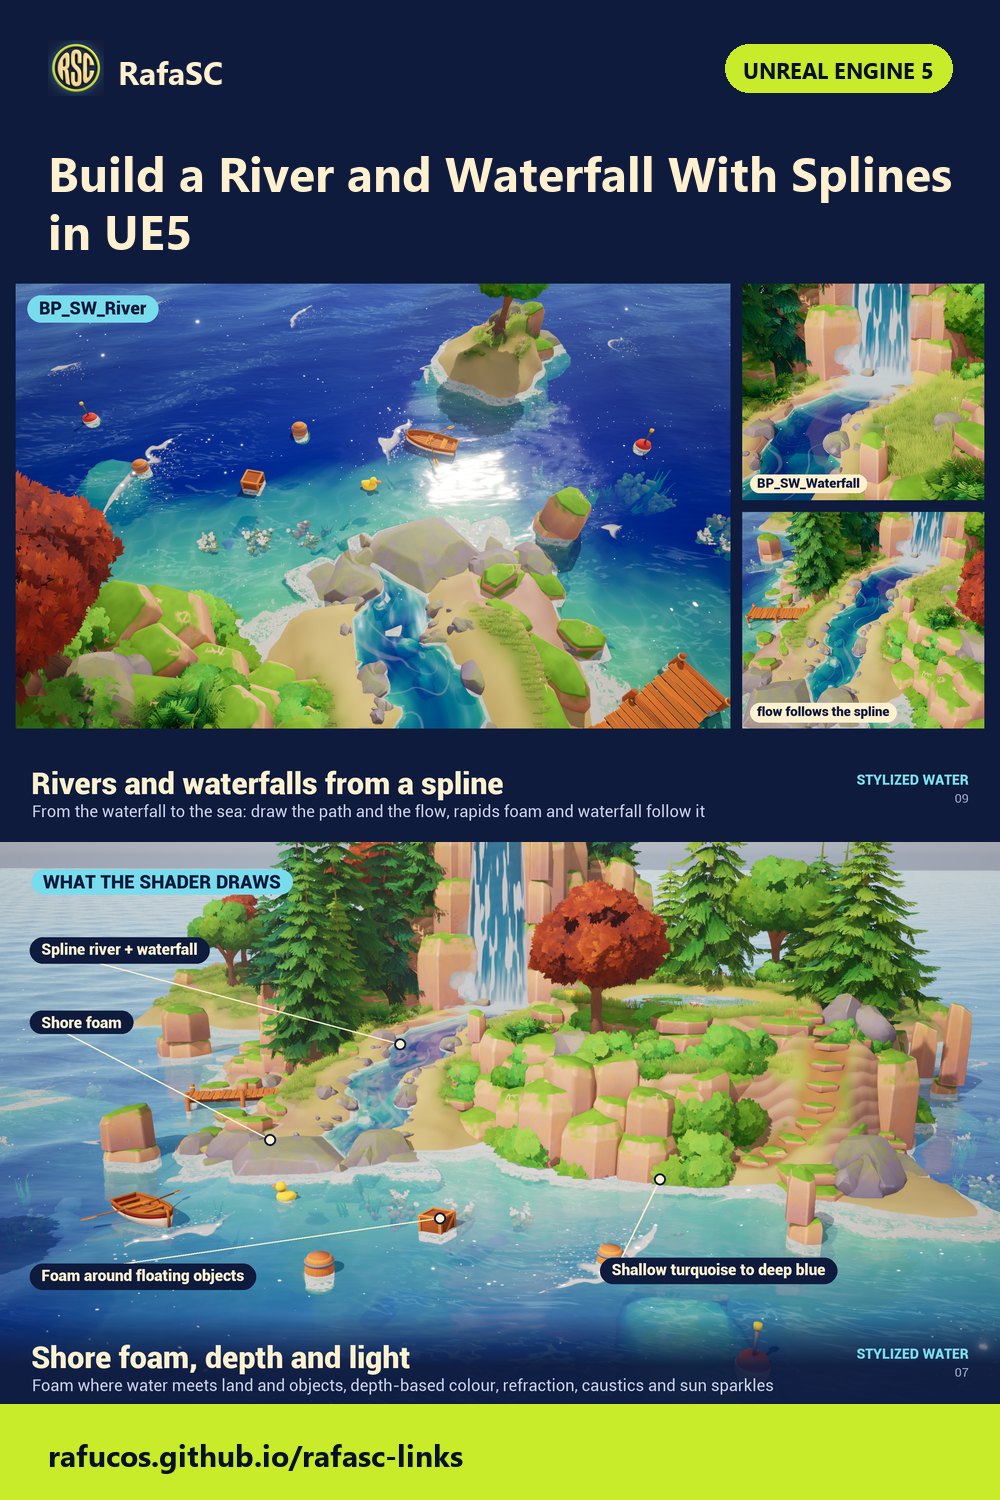 RSC
RafaSC
UNREAL ENGINE 5
Build a River and Waterfall With Splines
in UE5
BP_SW_River
BP_SW_Waterfall
flow follows the spline
Rivers and waterfalls from a spline
From the waterfall to the sea: draw the path and the flow, rapids foam and waterfall follow it
STYLIZED WATER
09
WHAT THE SHADER DRAWS
Spline river + waterfall
Shore foam
Foam around floating objects
Shallow turquoise to deep blue
Shore foam, depth and light
Foam where water meets land and objects, depth-based colour, refraction, caustics and sun sparkles
STYLIZED WATER
07
rafucos.github.io/rafasc-links